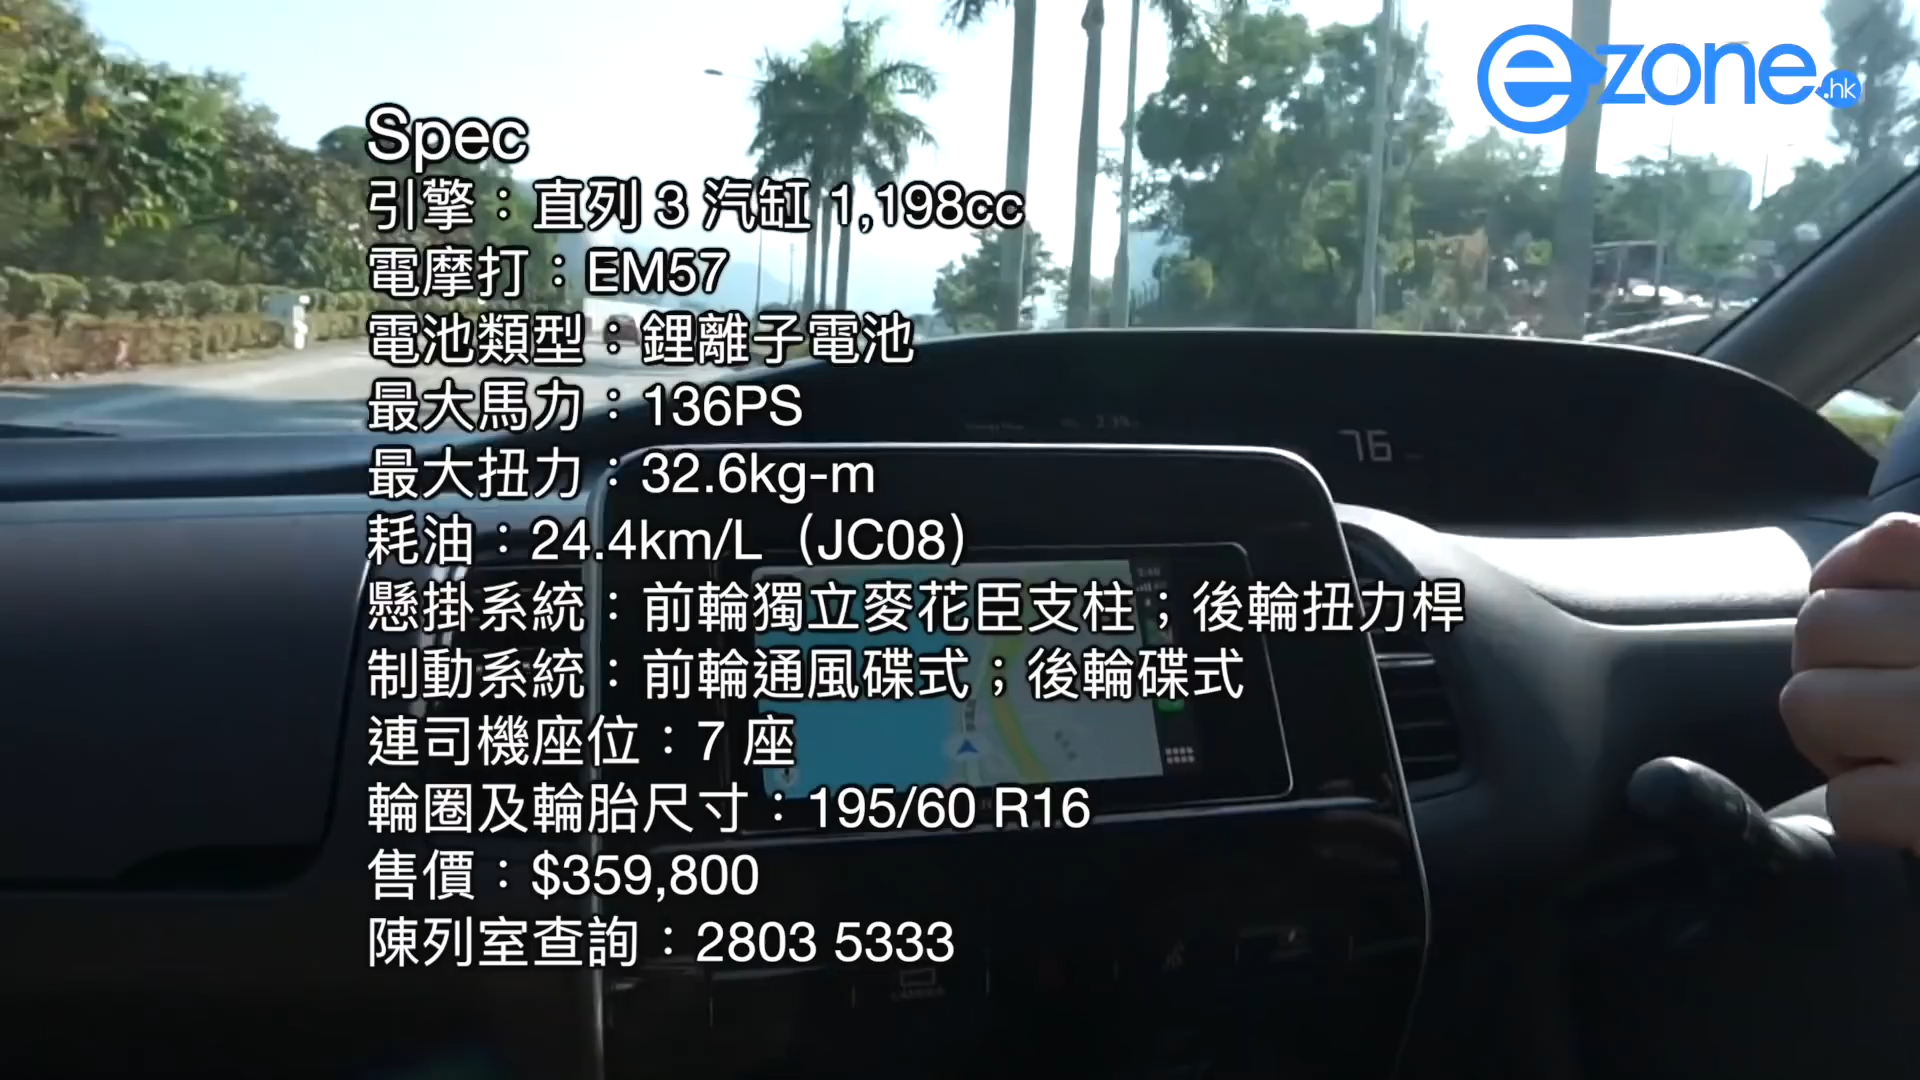 ezone.hk
Spec
引擎：直列 3 汽缸 1,198cc
電摩打：EM57
電池類型：鋰離子電池
最大馬力：136PS
最大扭力：32.6kg-m
76
耗油：24.4km/L（JC08）
懸掛系統：前輪獨立麥花臣支柱；後輪扭力桿
制動系統：前輪通風碟式；後輪碟式
連司機座位：7 座
輪圈及輪胎尺寸：195/60 R16
售價：$359,800
陳列室查詢：2803 5333